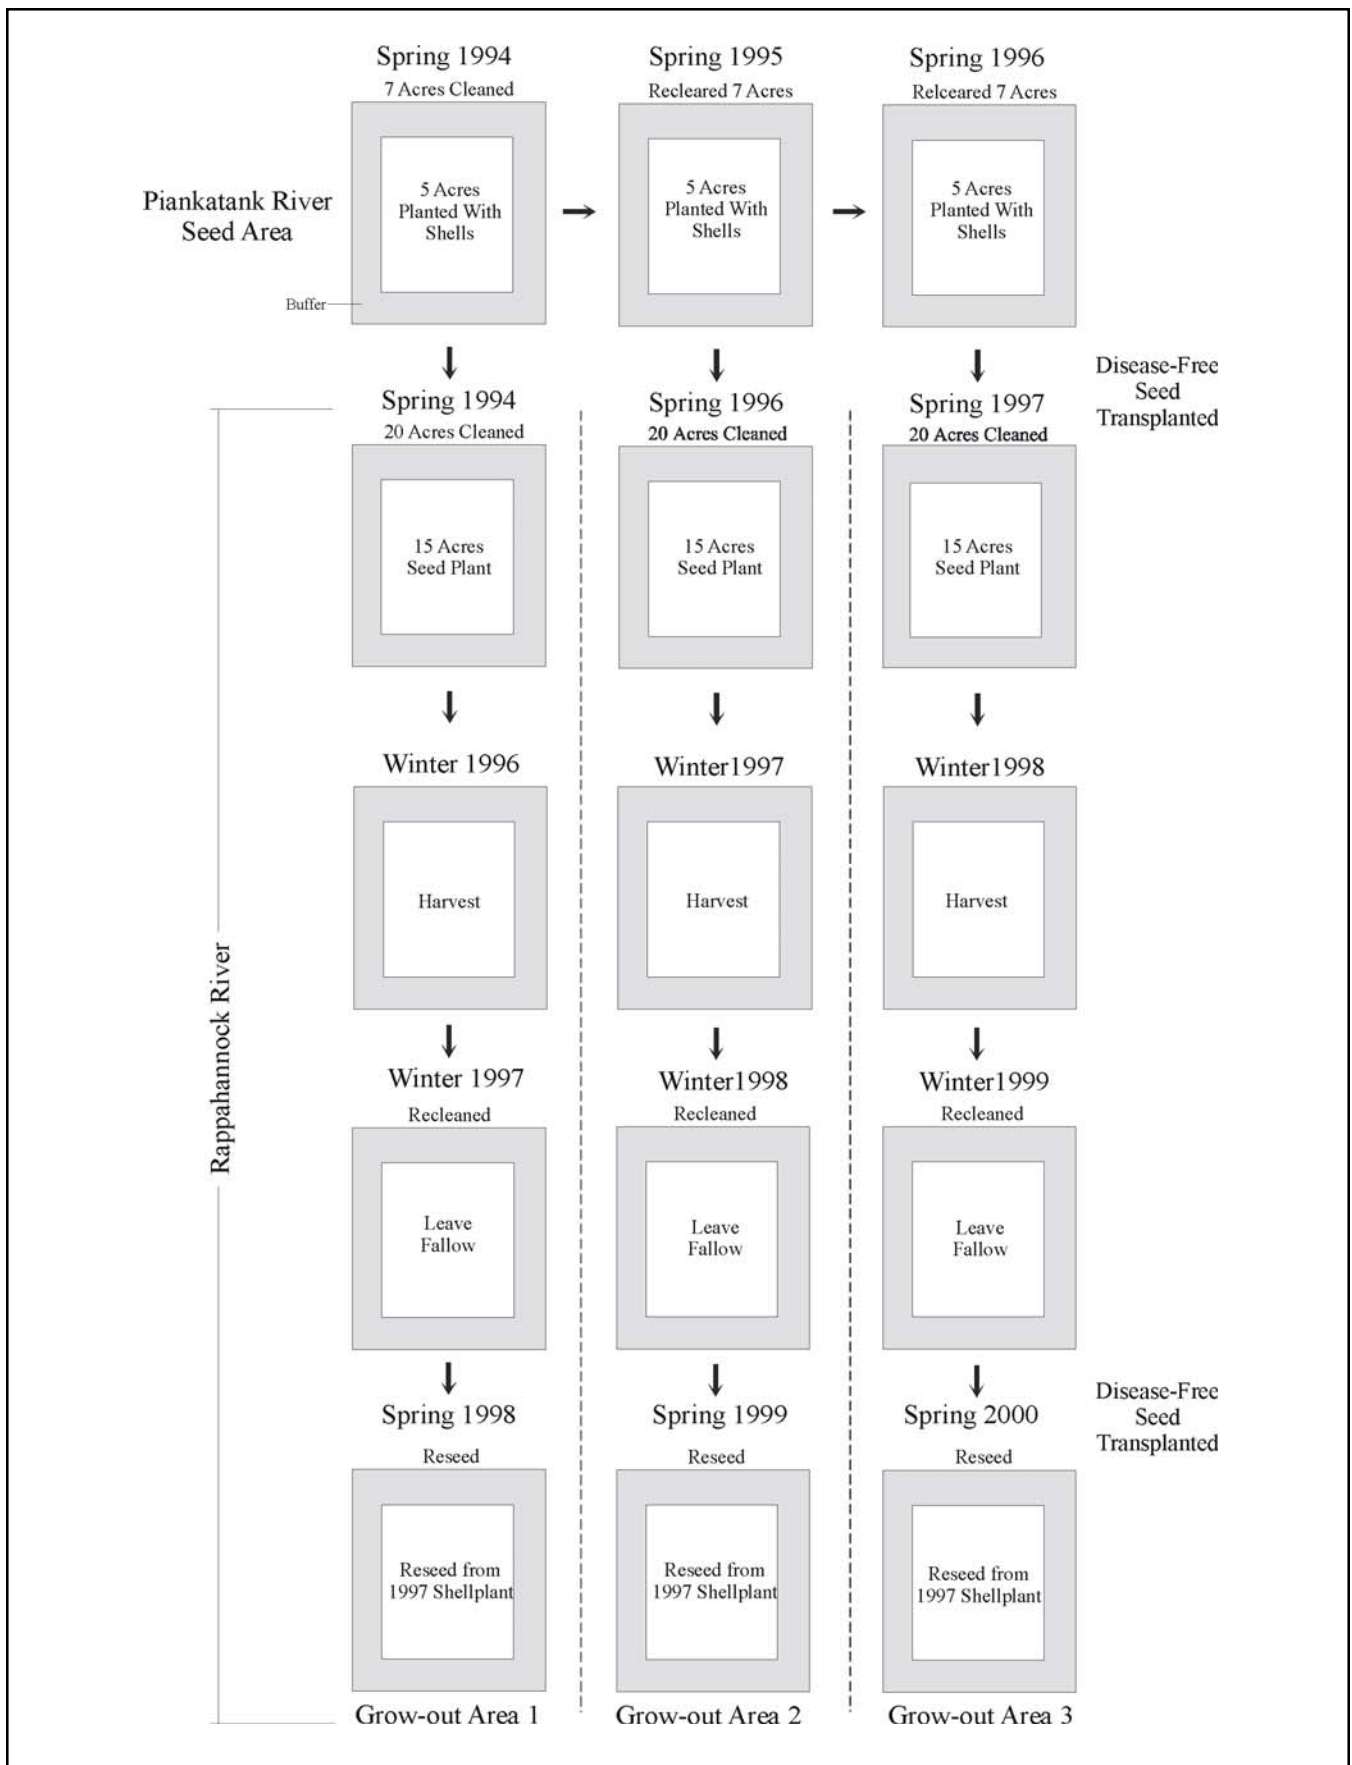 Spring 1994
7 Acres Cleaned
Spring 1995
Recleared 7 Acres
Spring 1996
Relceared 7 Acres
Piankatank River
Seed Area
5 Acres
Planted With
Shells
5 Acres
Planted With
Shells
5 Acres
Planted With
Shells
Buffer
Disease-Free
Seed
Transplanted
Spring 1994
20 Acres Cleaned
Spring 1996
20 Acres Cleaned
Spring 1997
20 Acres Cleaned
15 Acres
Seed Plant
15 Acres
Seed Plant
15 Acres
Seed Plant
Winter 1996
Winter1997
Winter1998
Harvest
Harvest
Harvest
Rappahannock River
Winter 1997
Recleaned
Winter1998
Recleaned
Winter1999
Recleaned
Leave
Fallow
Leave
Fallow
Leave
Fallow
Spring 1998
Reseed
Spring 1999
Reseed
Spring 2000
Reseed
Disease-Free
Seed
Transplanted
Reseed from
1997 Shellplant
Reseed from
1997 Shellplant
Reseed from
1997 Shellplant
Grow-out Area 1
Grow-out Area 2
Grow-out Area 3